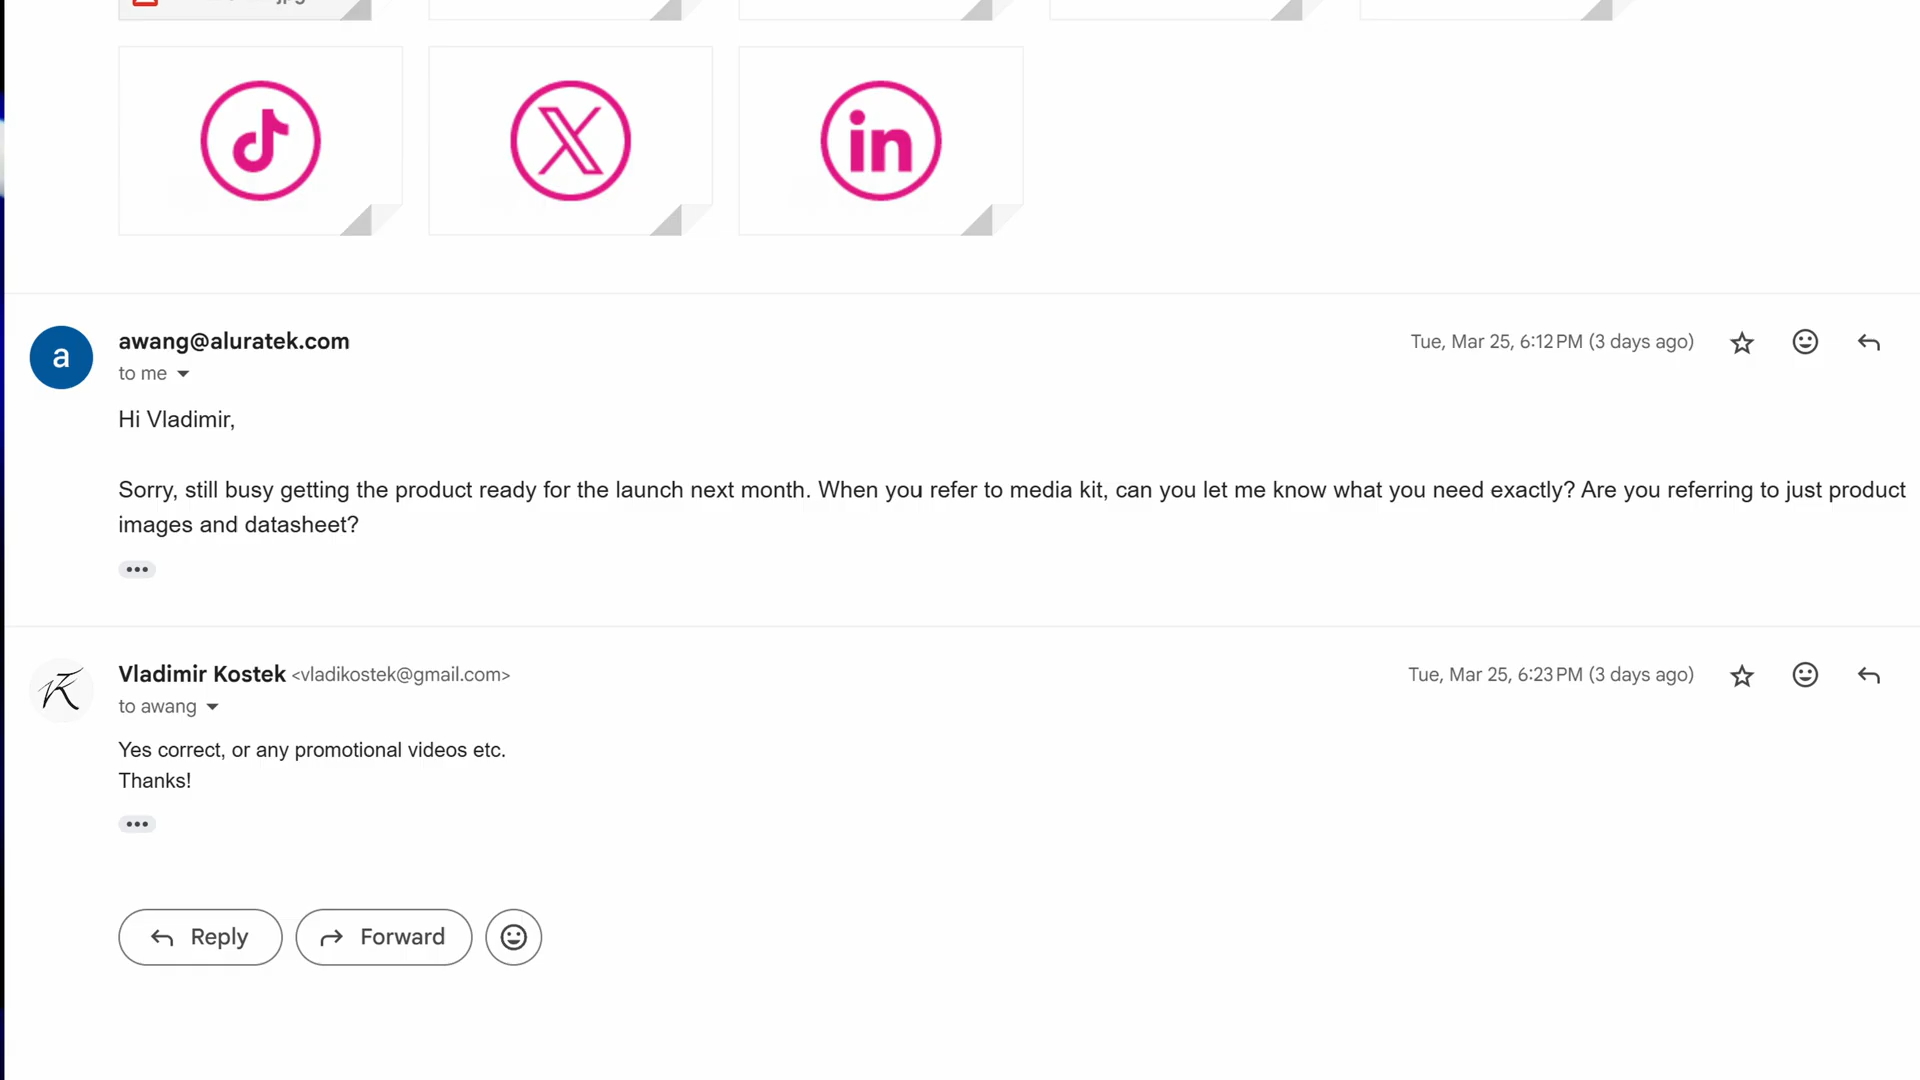 in
a
awang@aluratek.com
Tue, Mar 25, 6:12 PM (3 days ago)
to me
Hi Vladimir,
Sorry, still busy getting the product ready for the launch next month. When you refer to media kit, can you let me know what you need exactly? Are you referring to just product
images and datasheet?
Vladimir Kostek <vladikostek@gmail.com>
Tue, Mar 25, 6:23 PM (3 days ago)
to awang
Yes correct, or any promotional videos etc.
Thanks!
Reply
Forward